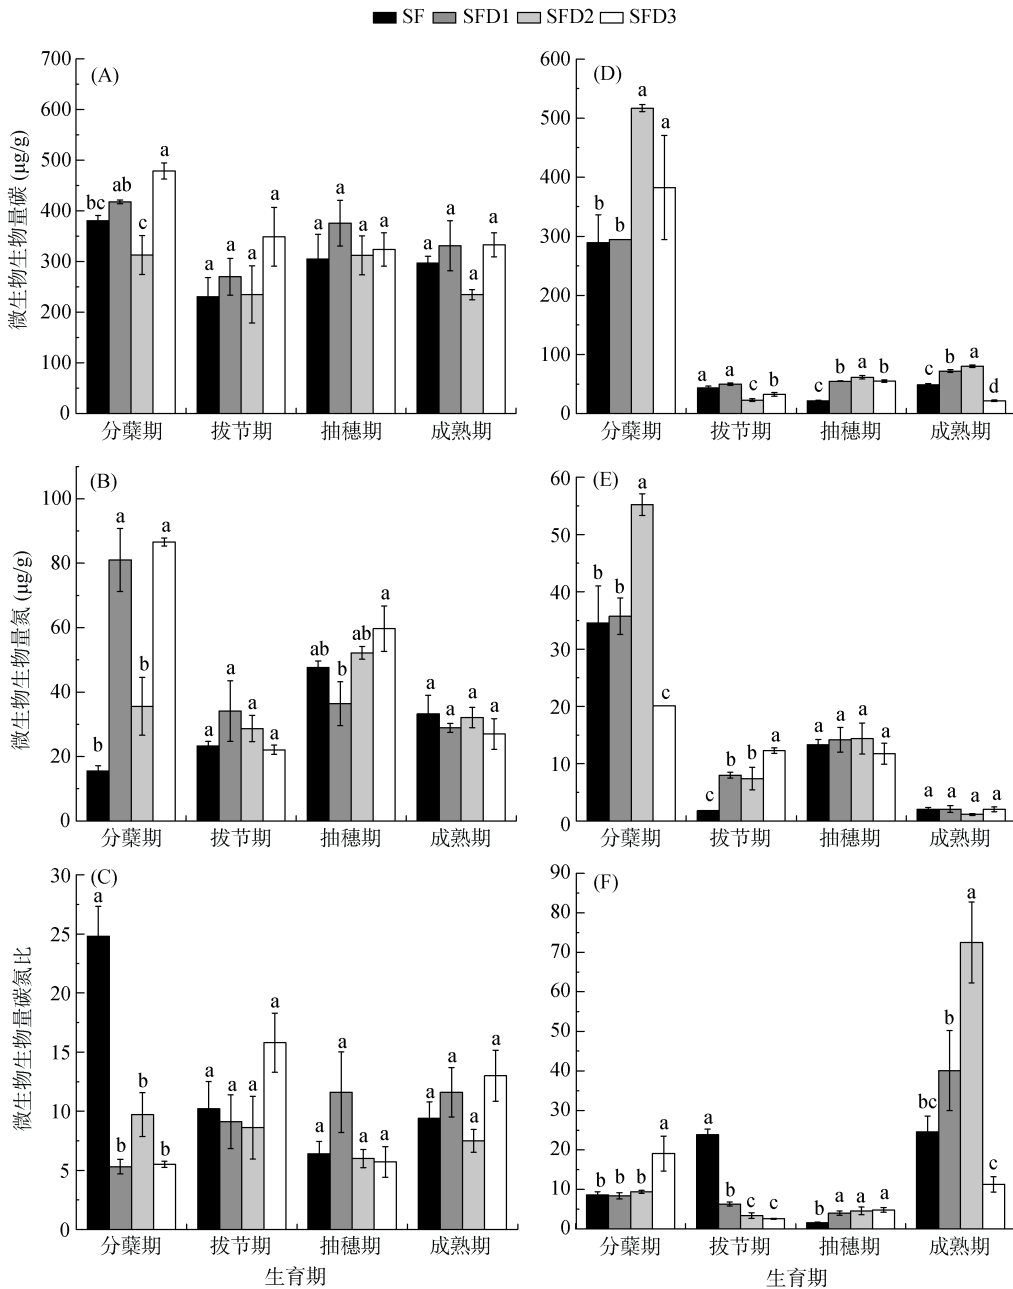 SF SFD1 SFD2 SFD3
(A)
微生物生物量碳 (μg/g)
700
600
500
400
300
200
100
0
bc ab c a
a a a a
a a a a
a a a a
分蘖期 拔节期 抽穗期 成熟期
(D)
600
500
400
300
200
100
0
b b a a
a a c b
c b a b
c b a d
分蘖期 拔节期 抽穗期 成熟期
(B)
微生物生物量氮 (μg/g)
100
80
60
40
20
0
b a b a
a a a a
ab b ab a
a a a a
分蘖期 拔节期 抽穗期 成熟期
(E)
60
50
40
30
20
10
0
b b a c
c b b a
a a a a
a a a a
分蘖期 拔节期 抽穗期 成熟期
(C)
微生物生物量碳氮比
30
25
20
15
10
5
0
a b b b
a a a a
a a a a
a a a a
分蘖期 拔节期 抽穗期 成熟期
生育期
(F)
90
80
70
60
50
40
30
20
10
0
b b b a
a b c c
b a a a
bc b a c
分蘖期 拔节期 抽穗期 成熟期
生育期